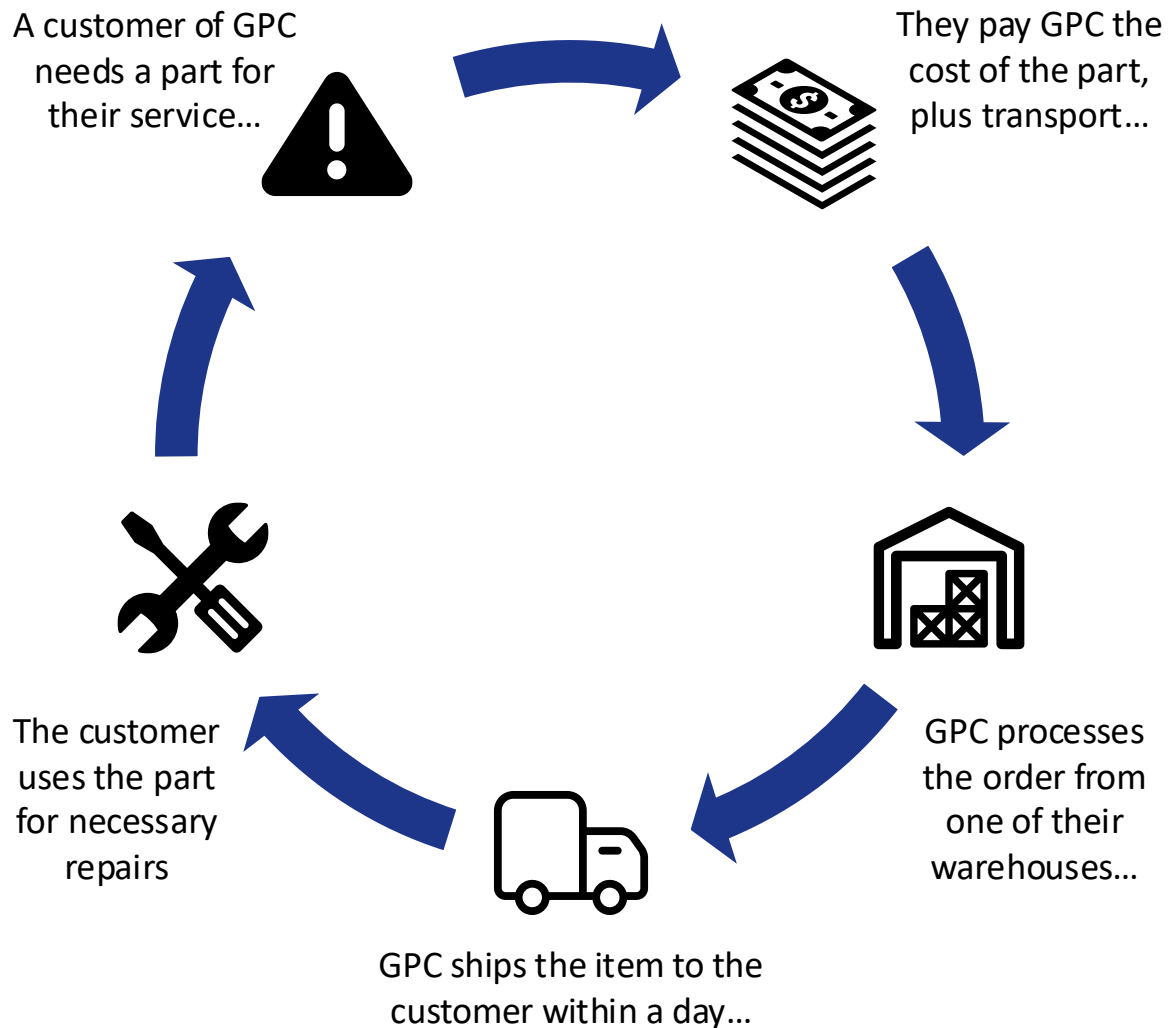 A customer of GPC
needs a part for
their service…
They pay GPC the
cost of the part,
plus transport…
GPC processes
the order from
one of their
warehouses…
GPC ships the item to the
customer within a day…
The customer
uses the part
for necessary
repairs